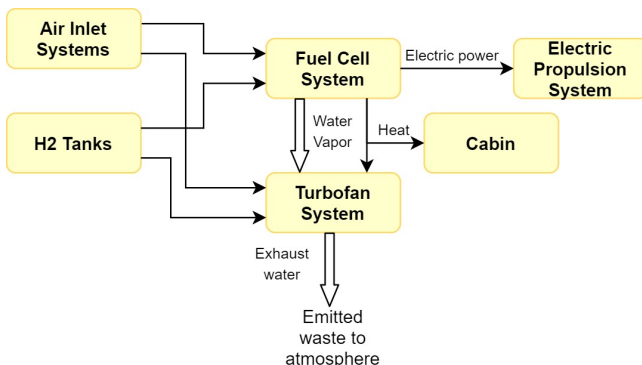 Air Inlet
Systems
Fuel Cell
System
Electric power
Electric
Propulsion
System
H2 Tanks
Water
Vapor
Heat
Cabin
Turbofan
System
Exhaust
water
Emitted
waste to
atmosphere